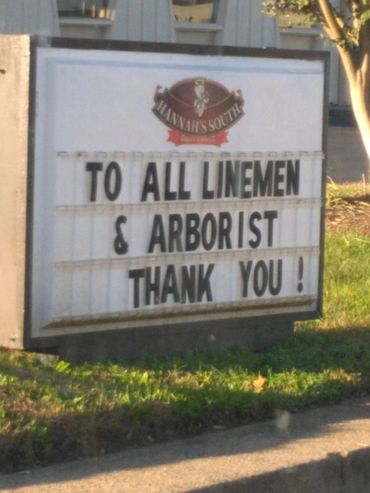 HANNAH'S SOUTH
TO ALL LINEMEN
& ARBORIST
THANK YOU !